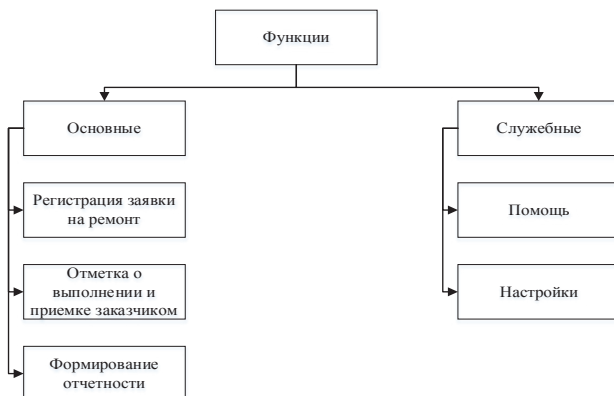 Функции
Основные
Служебные
Регистрация заявки
на ремонт
Помощь
Отметка о
выполнении и
приемке заказчиком
Настройки
Формирование
отчетности